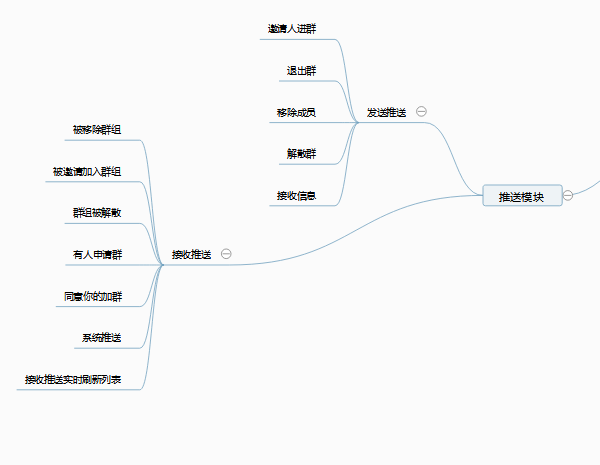 推送模块
发送推送
邀请人进群
退出群
移除成员
解散群
接收信息
接收推送
被移除群组
被邀请加入群组
群组被解散
有人申请群
同意你的加群
系统推送
接收推送实时刷新列表